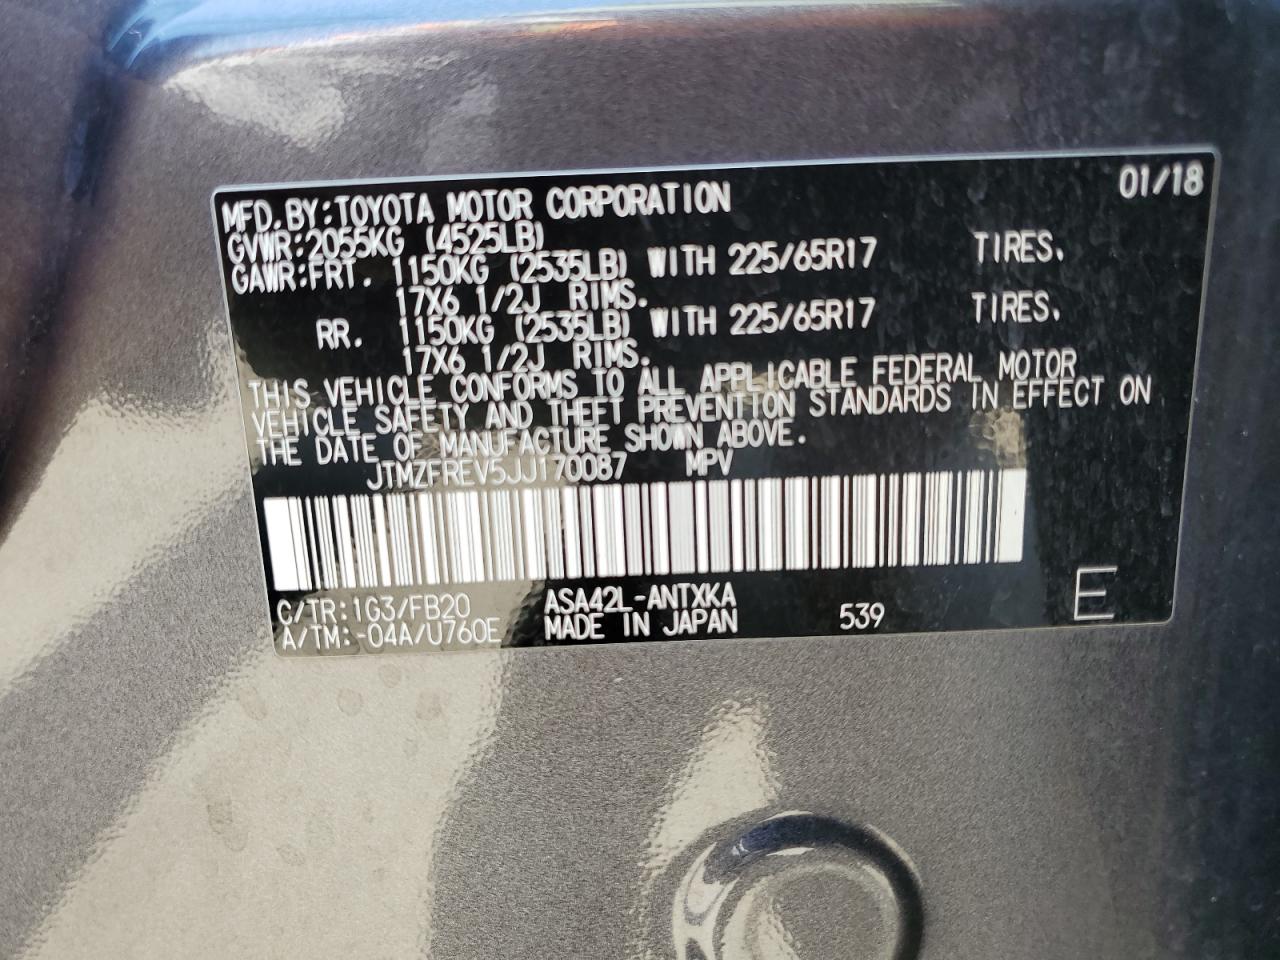 01/18
MFD.BY:TOYOTA MOTOR CORPORATION
GVWR:2055KG (4525LB)
GAWR:FRT. 1150KG (2535LB) WITH 225/65R17 TIRES.
17X6 1/2J RIMS.
RR. 1150KG (2535LB) WITH 225/65R17 TIRES.
17X6 1/2J RIMS.
THIS VEHICLE CONFORMS TO ALL APPLICABLE FEDERAL MOTOR
VEHICLE SAFETY AND THEFT PREVENTION STANDARDS IN EFFECT ON
THE DATE OF MANUFACTURE SHOWN ABOVE.
JTMZFREV5JJ170087 MPV
C/TR:1G3/FB20 ASA42L-ANTXKA
A/TM:-04A/U760E MADE IN JAPAN 539 E